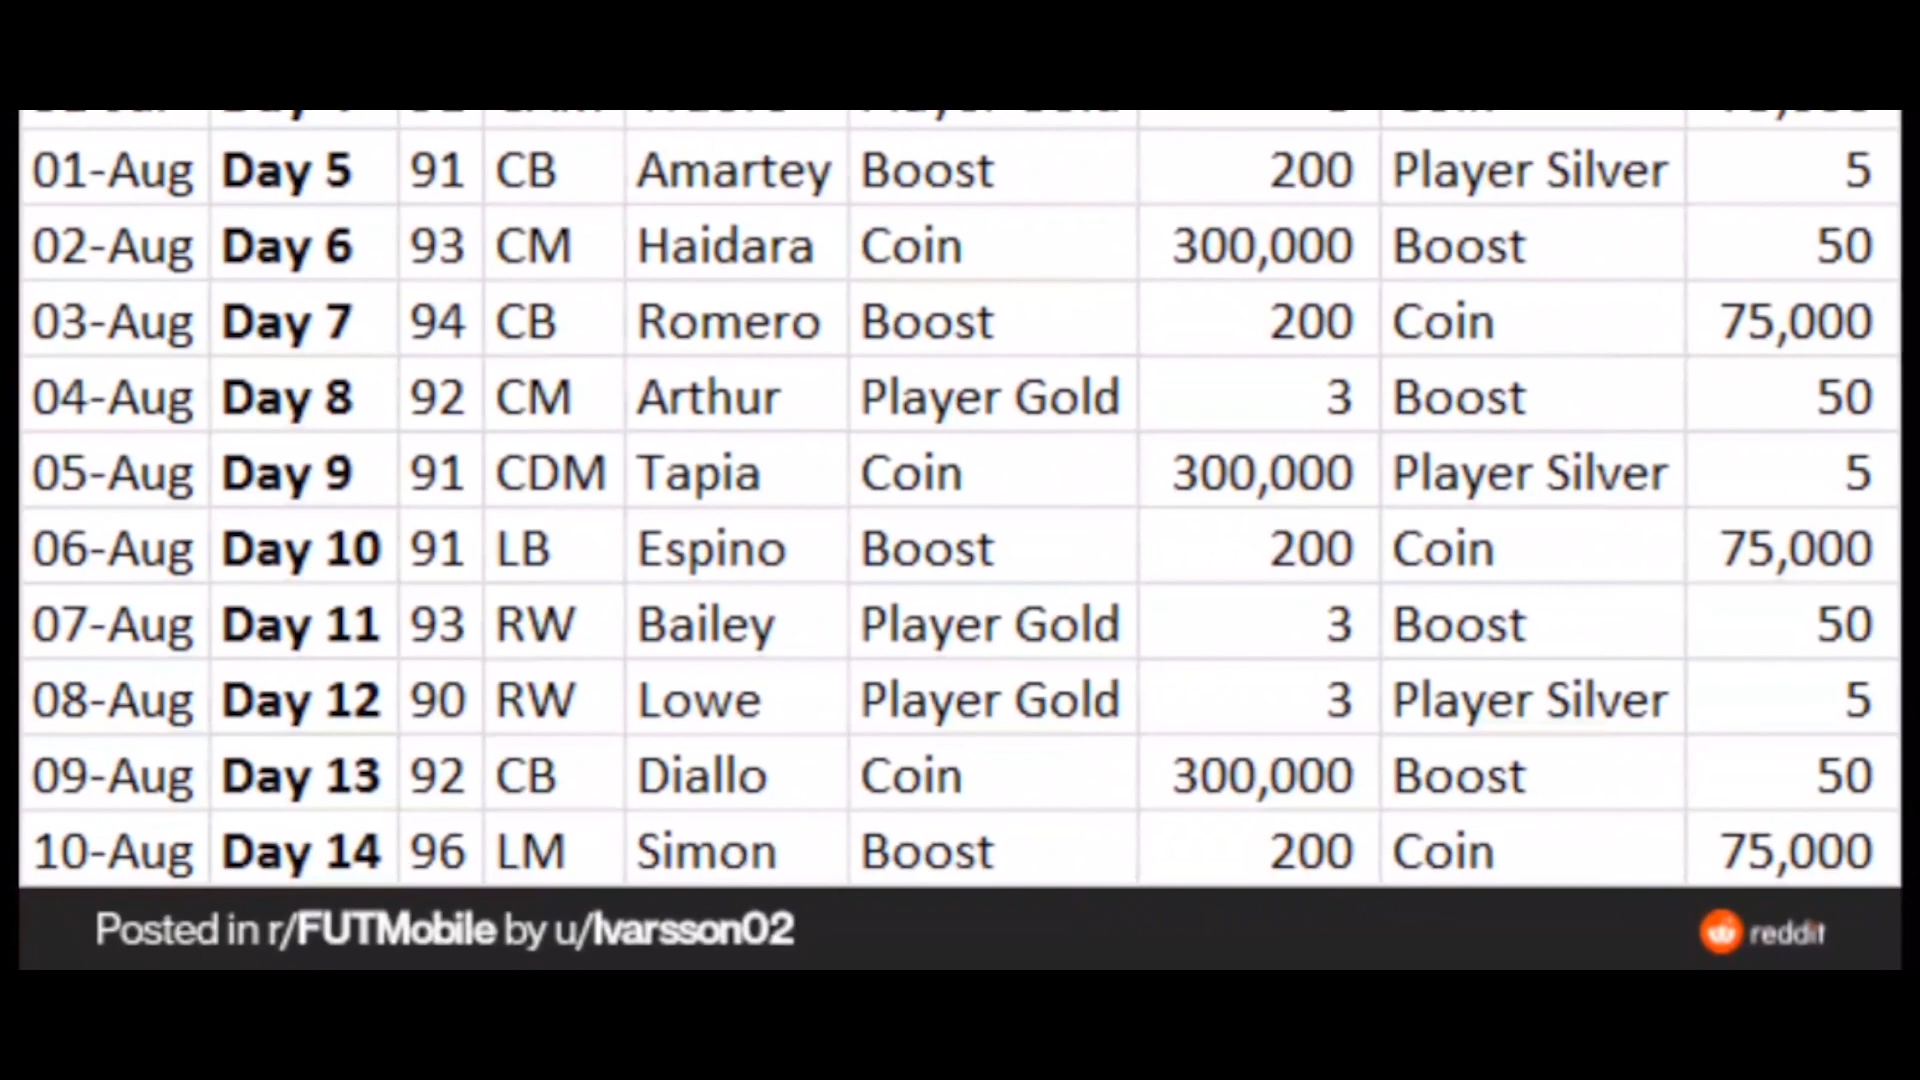 01-Aug Day 5 91 CB Amartey Boost 200 Player Silver 5
02-Aug Day 6 93 CM Haidara Coin 300,000 Boost 50
03-Aug Day 7 94 CB Romero Boost 200 Coin 75,000
04-Aug Day 8 92 CM Arthur Player Gold 3 Boost 50
05-Aug Day 9 91 CDM Tapia Coin 300,000 Player Silver 5
06-Aug Day 10 91 LB Espino Boost 200 Coin 75,000
07-Aug Day 11 93 RW Bailey Player Gold 3 Boost 50
08-Aug Day 12 90 RW Lowe Player Gold 3 Player Silver 5
09-Aug Day 13 92 CB Diallo Coin 300,000 Boost 50
10-Aug Day 14 96 LM Simon Boost 200 Coin 75,000
Posted in r/FUTMobile by u/Ivarsson02 reddit